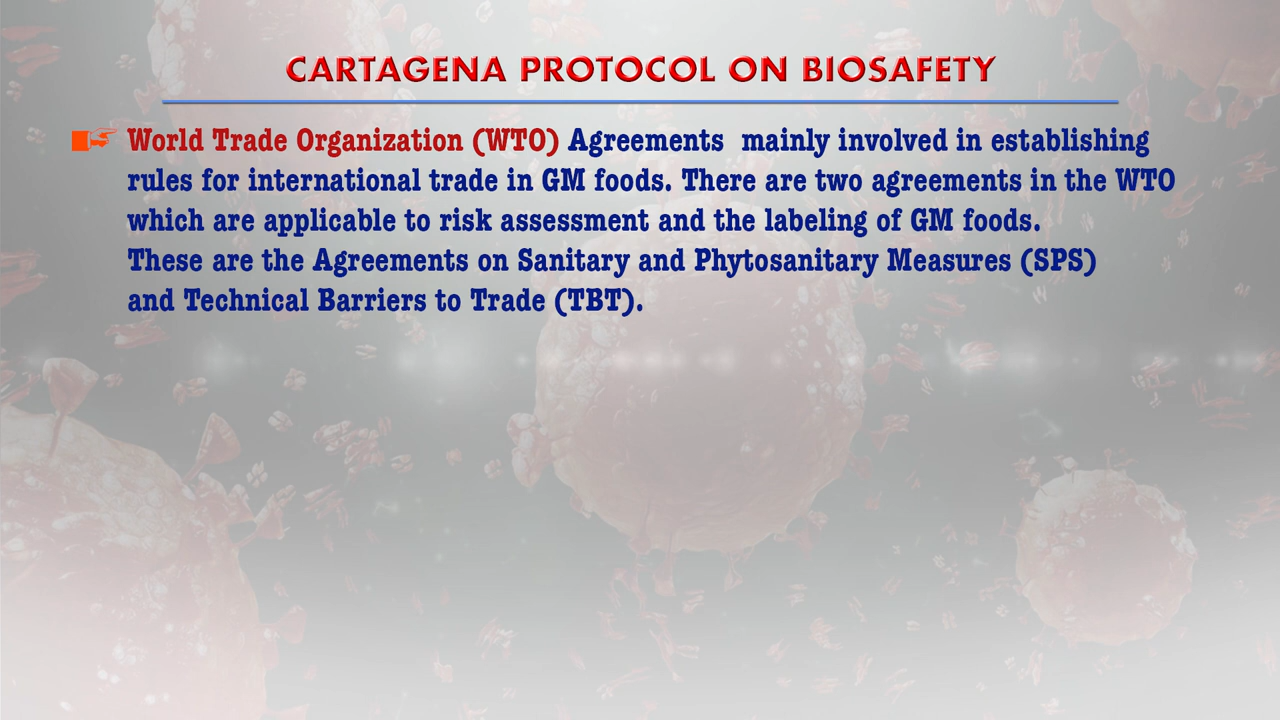 CARTAGENA PROTOCOL ON BIOSAFETY
World Trade Organization (WTO) Agreements  mainly involved in establishing
rules for international trade in GM foods. There are two agreements in the WTO
which are applicable to risk assessment and the labeling of GM foods.
These are the Agreements on Sanitary and Phytosanitary Measures (SPS)
and Technical Barriers to Trade (TBT).